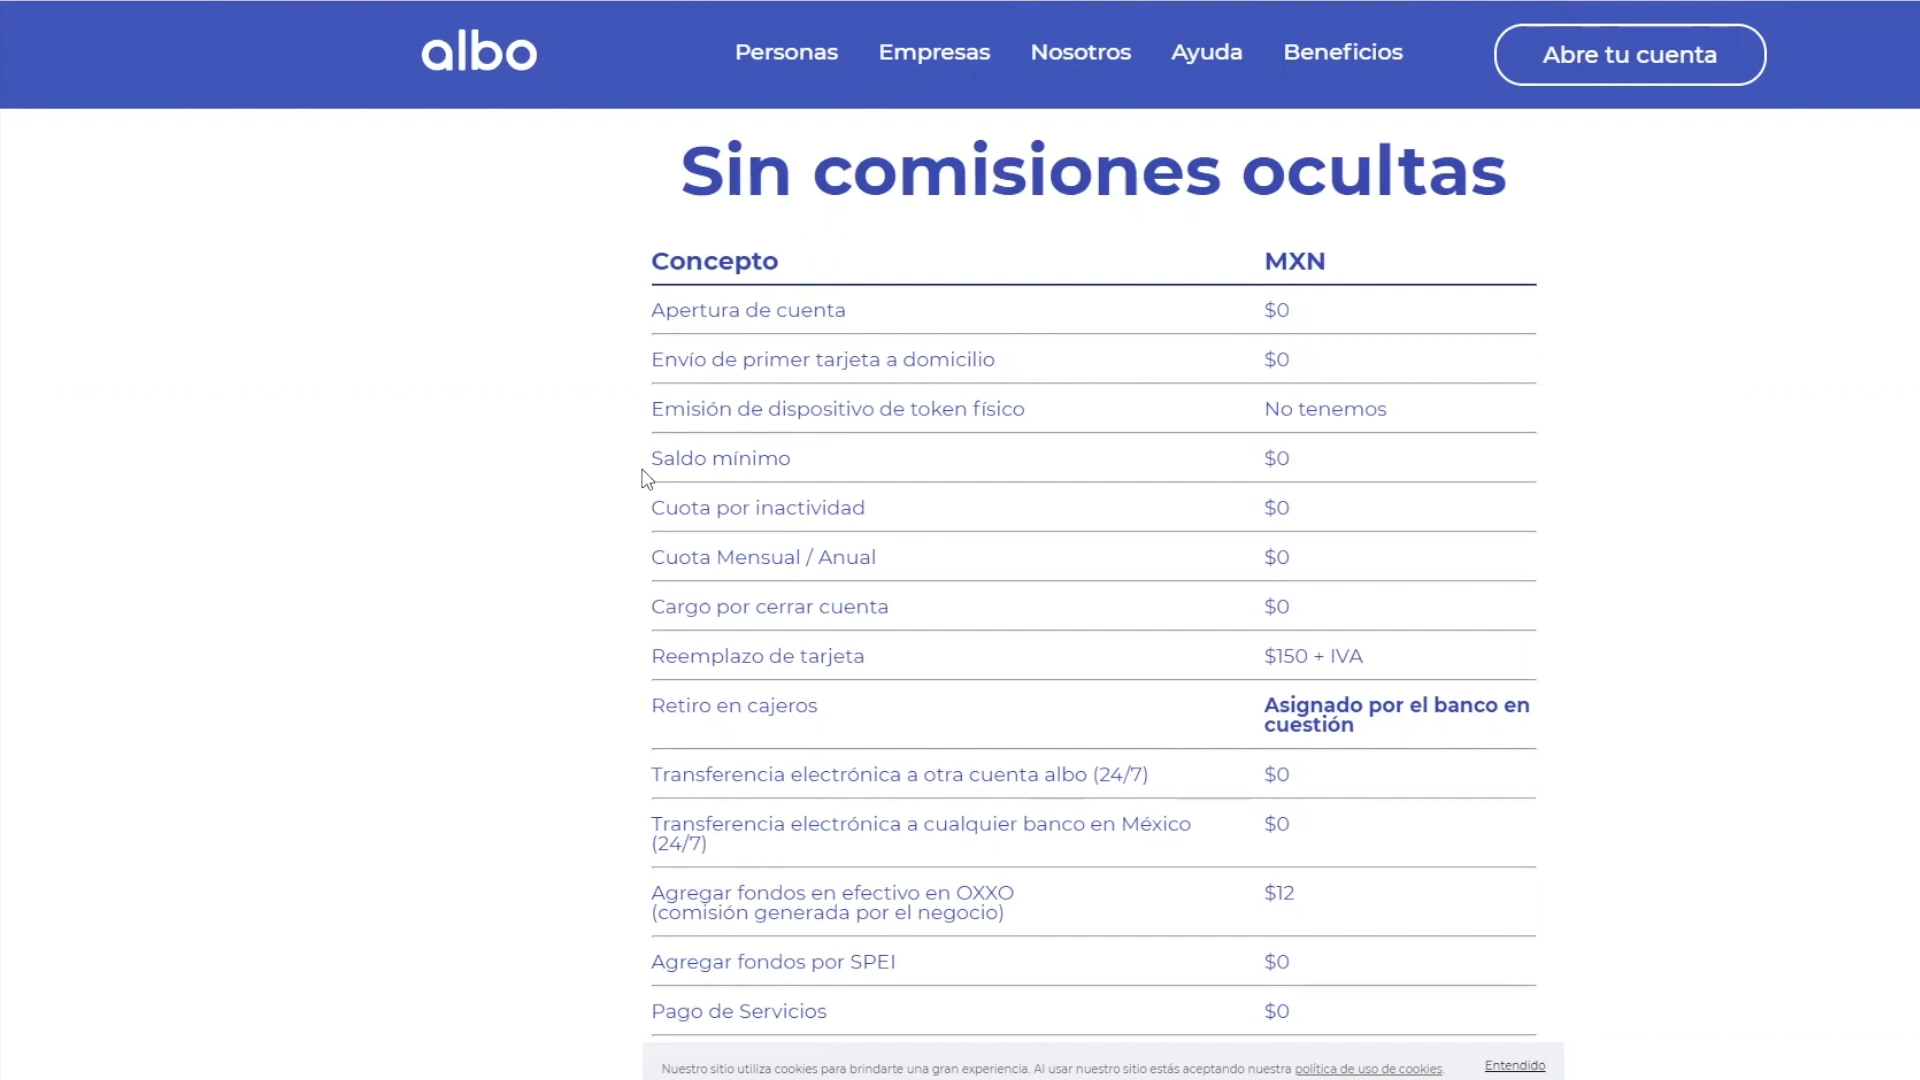 albo
Personas Empresas Nosotros Ayuda Beneficios Abre tu cuenta
Sin comisiones ocultas
Concepto MXN
Apertura de cuenta $0
Envío de primer tarjeta a domicilio $0
Emisión de dispositivo de token físico No tenemos
Saldo mínimo $0
Cuota por inactividad $0
Cuota Mensual / Anual $0
Cargo por cerrar cuenta $0
Reemplazo de tarjeta $150 + IVA
Retiro en cajeros Asignado por el banco en
cuestión
Transferencia electrónica a otra cuenta albo (24/7) $0
Transferencia electrónica a cualquier banco en México $0
(24/7)
Agregar fondos en efectivo en OXXO $12
(comisión generada por el negocio)
Agregar fondos por SPEI $0
Pago de Servicios $0
Nuestro sitio utiliza cookies para brindarte una gran experiencia. Al usar nuestro sitio estás aceptando nuestra política de uso de cookies. Entendido